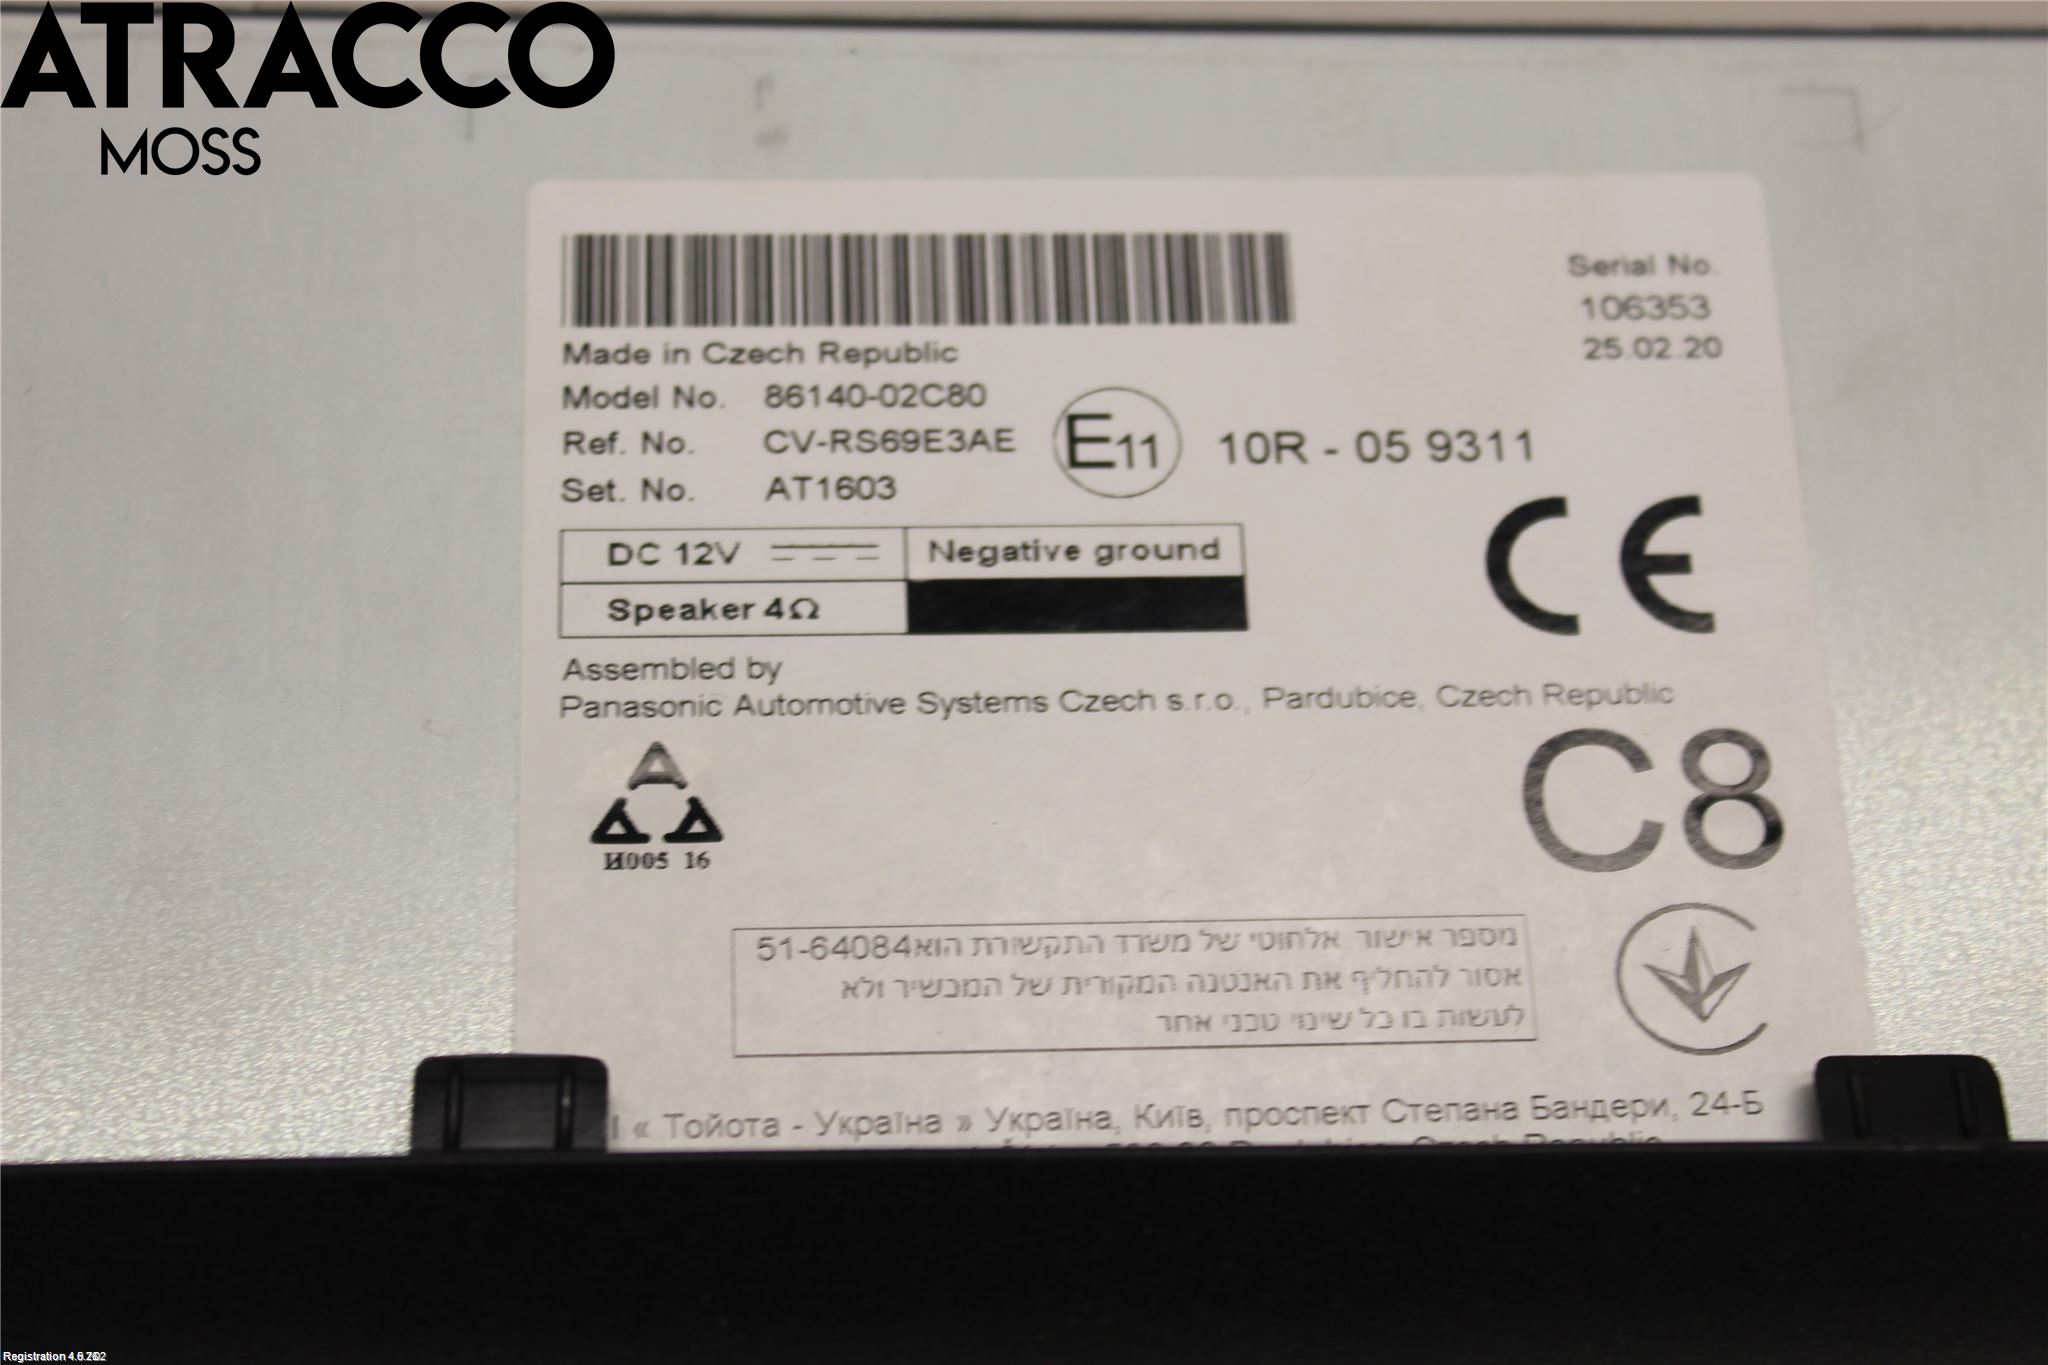 ATRACCO
MOSS
Serial No.
106353
25.02.20
Made in Czech Republic
Model No. 86140-02C80
Ref. No. CV-RS69E3AE
Set. No. AT1603
E11 10R - 05 9311
DC 12V Negative ground
Speaker 4Ω
CE
Assembled by
Panasonic Automotive Systems Czech s.r.o., Pardubice, Czech Republic
C8
И005 16
מספר אישור אלחוטי של משרד התקשורת הוא51-64084
אסור להחליף את האנטנה המקורית של המכשיר ולא
לעשות בו כל שינוי טכני אחר
« Тойота - Україна » Україна, Київ, проспект Степана Бандери, 24-Б
Czech Republic
Registration